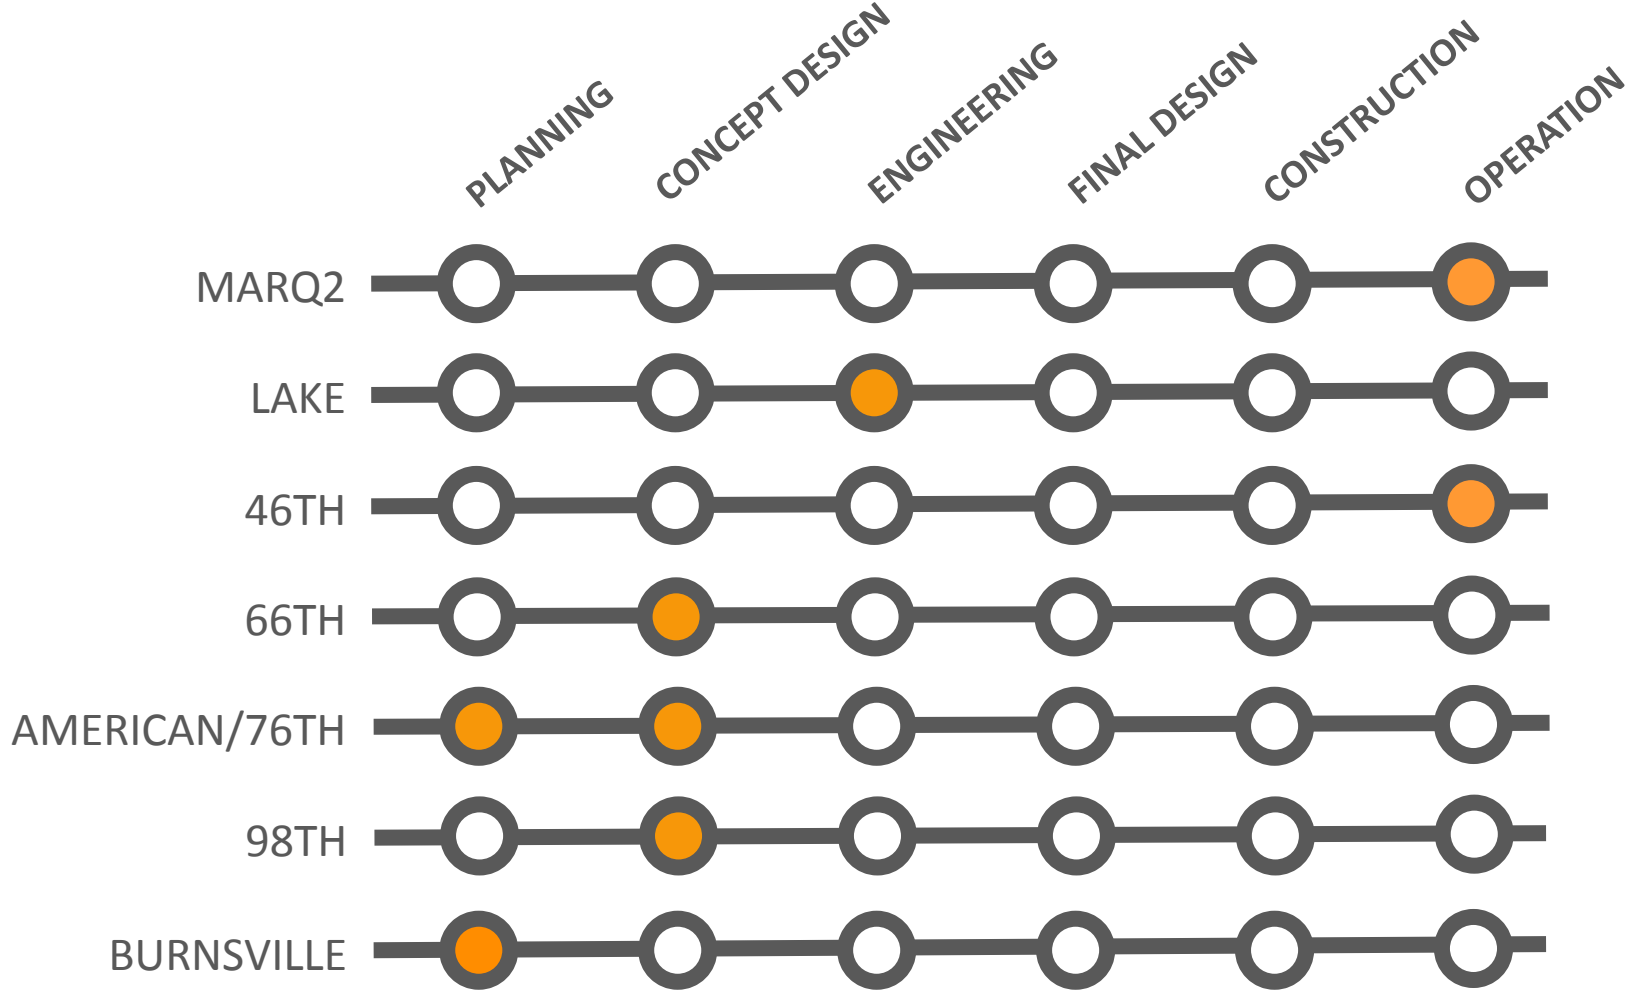 PLANNING
CONCEPT DESIGN
ENGINEERING
FINAL DESIGN
CONSTRUCTION
OPERATION
MARQ2
LAKE
46TH
66TH
AMERICAN/76TH
98TH
BURNSVILLE